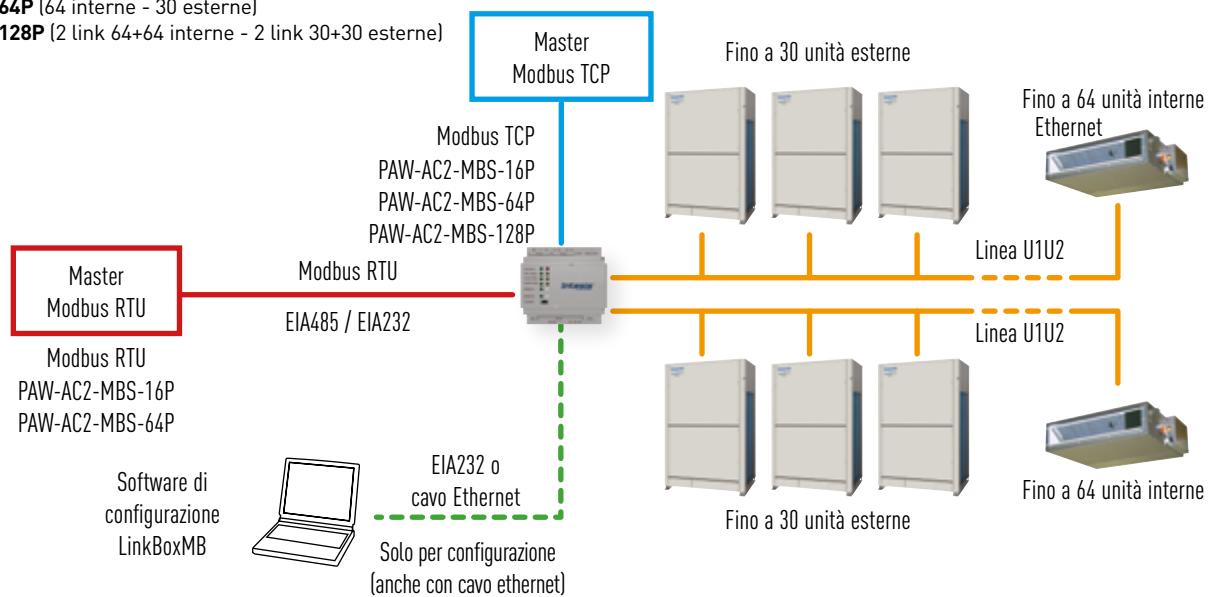 64P (64 interne - 30 esterne)
128P (2 link 64+64 interne - 2 link 30+30 esterne)
Master
Modbus TCP
Fino a 30 unità esterne
Fino a 64 unità interne
Ethernet
Modbus TCP
PAW-AC2-MBS-16P
PAW-AC2-MBS-64P
PAW-AC2-MBS-128P
Linea U1U2
Master
Modbus RTU
Modbus RTU
EIA485 / EIA232
intesis
Linea U1U2
Modbus RTU
PAW-AC2-MBS-16P
PAW-AC2-MBS-64P
Software di
configurazione
LinkBoxMB
EIA232 o
cavo Ethernet
Solo per configurazione
(anche con cavo ethernet)
Fino a 30 unità esterne
Fino a 64 unità interne